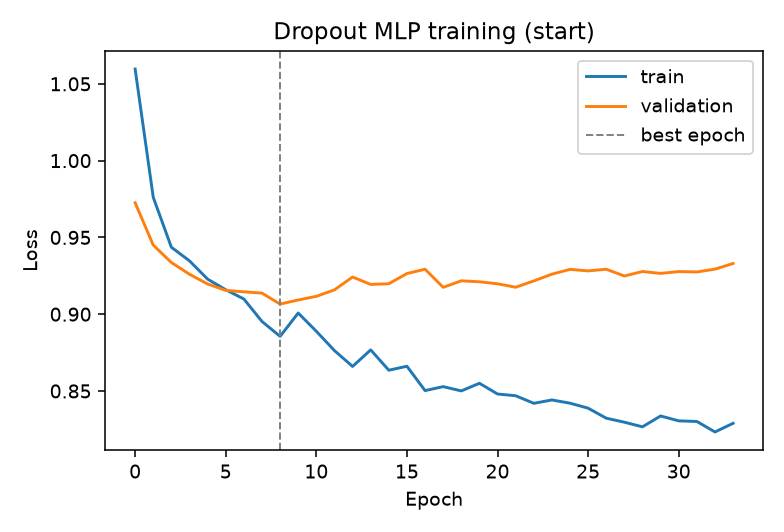 Dropout MLP training (start)
train
validation
best epoch
Loss
1.05
1.00
0.95
0.90
0.85
0 5 10 15 20 25 30
Epoch